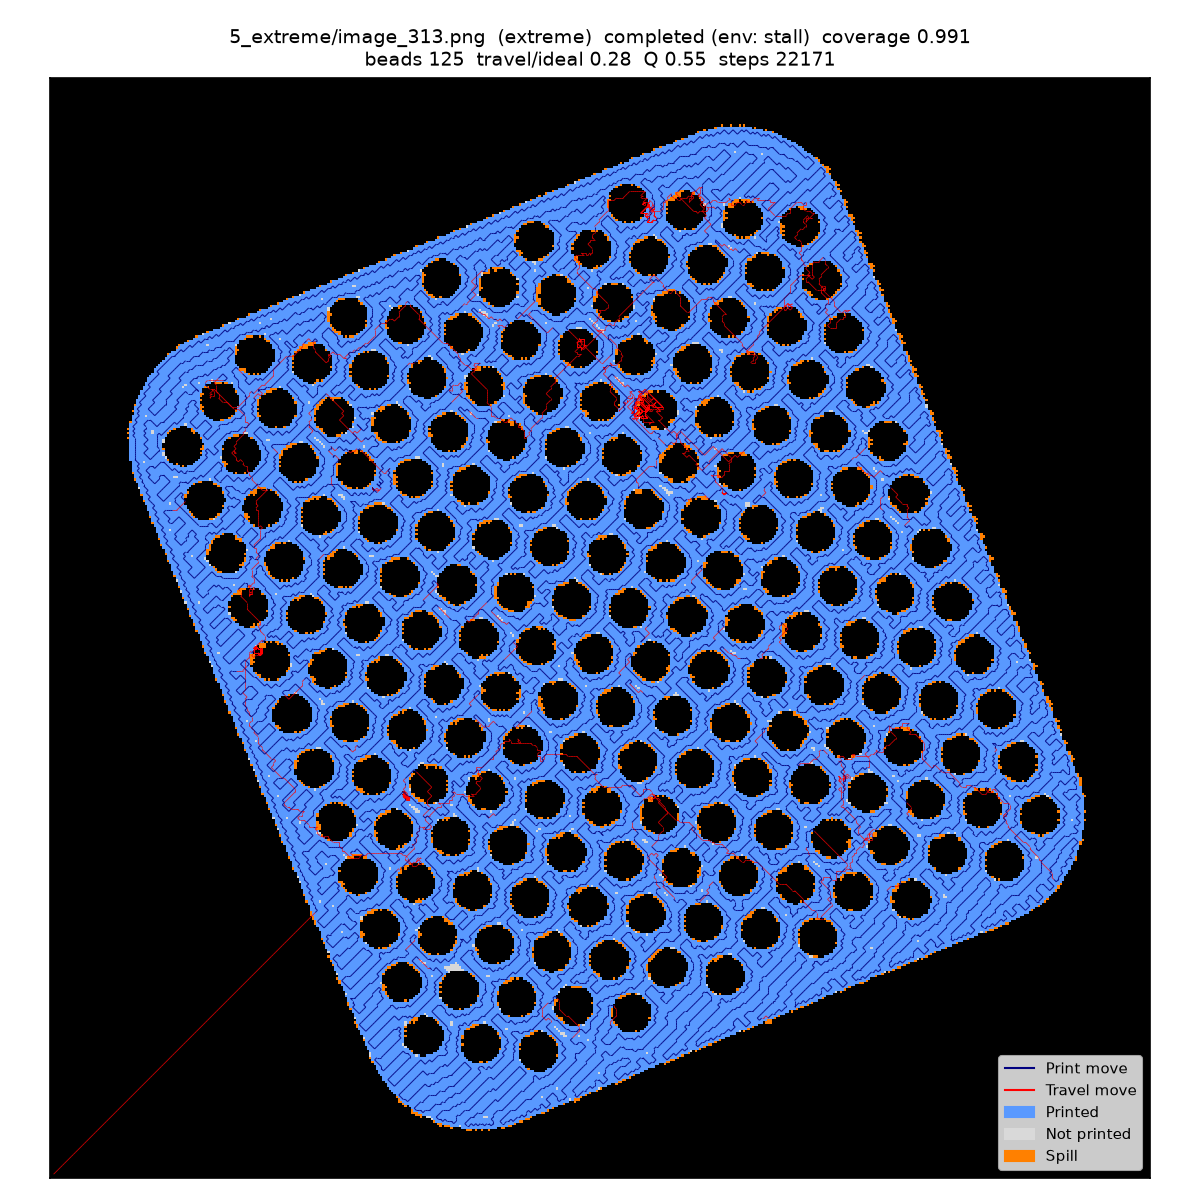 5_extreme/image_313.png  (extreme)  completed (env: stall)  coverage 0.991
beads 125  travel/ideal 0.28  Q 0.55  steps 22171
Print move
Travel move
Printed
Not printed
Spill